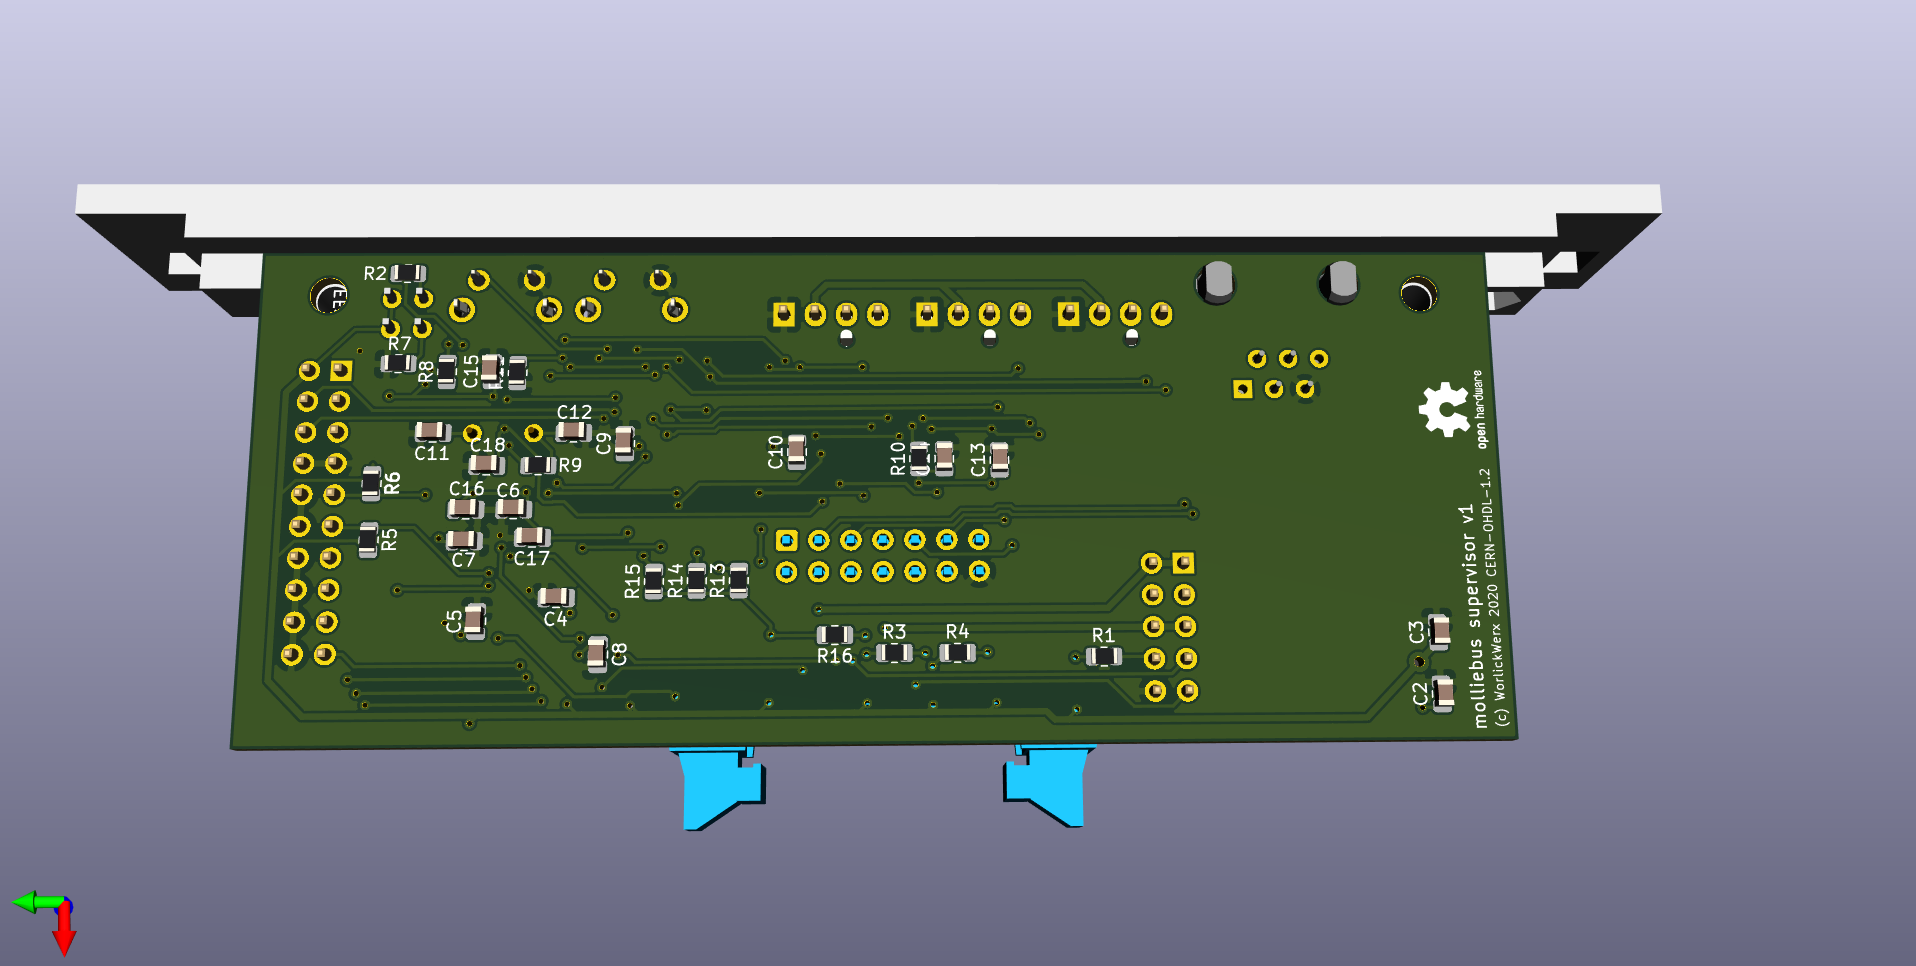 R2
EE
R7
R8
C15
C12
C11
C18
C9
R9
C10
R10
C13
open hardware
R6
C16
C6
R5
C7
C17
R15
R14
R13
C5
C4
C8
R16
R3
R4
R1
C3
C2
molliebus supervisor v1
(c) WorlickWerx 2020 CERN-OHDL-1.2